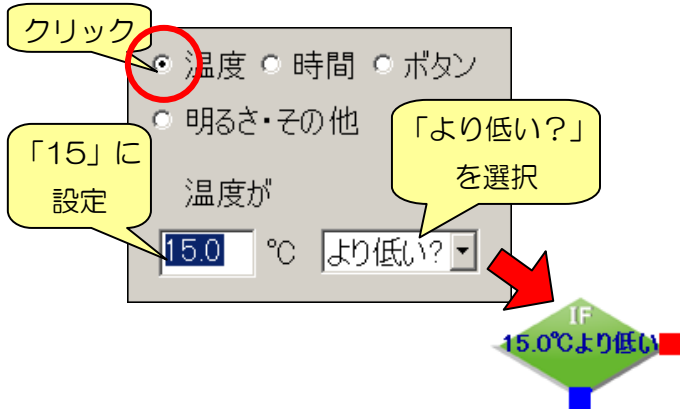 クリック
温度 時間 ボタン
明るさ・その他
「15」に
設定
「より低い？」
を選択
温度が
15.0 ℃ より低い?
IF
15.0℃より低い